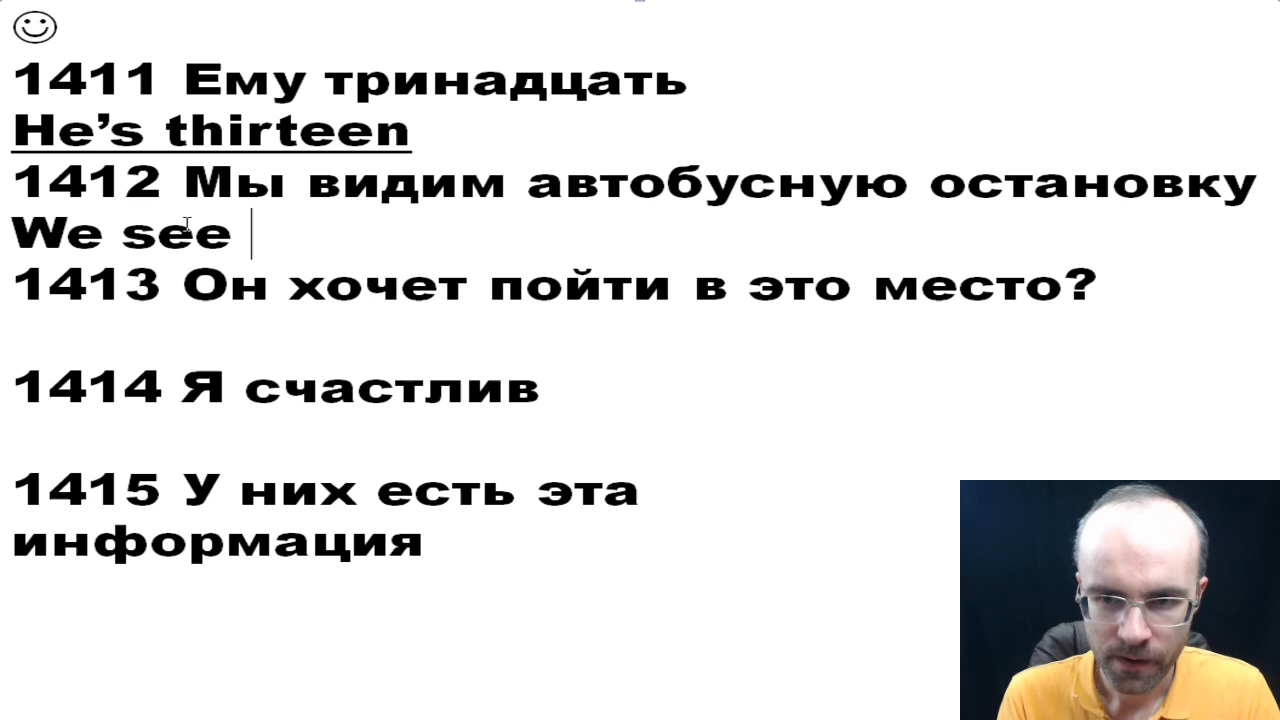 1411 Ему тринадцать
He’s thirteen
1412 Мы видим автобусную остановку
We see
1413 Он хочет пойти в это место?
1414 Я счастлив
1415 У них есть эта
информация